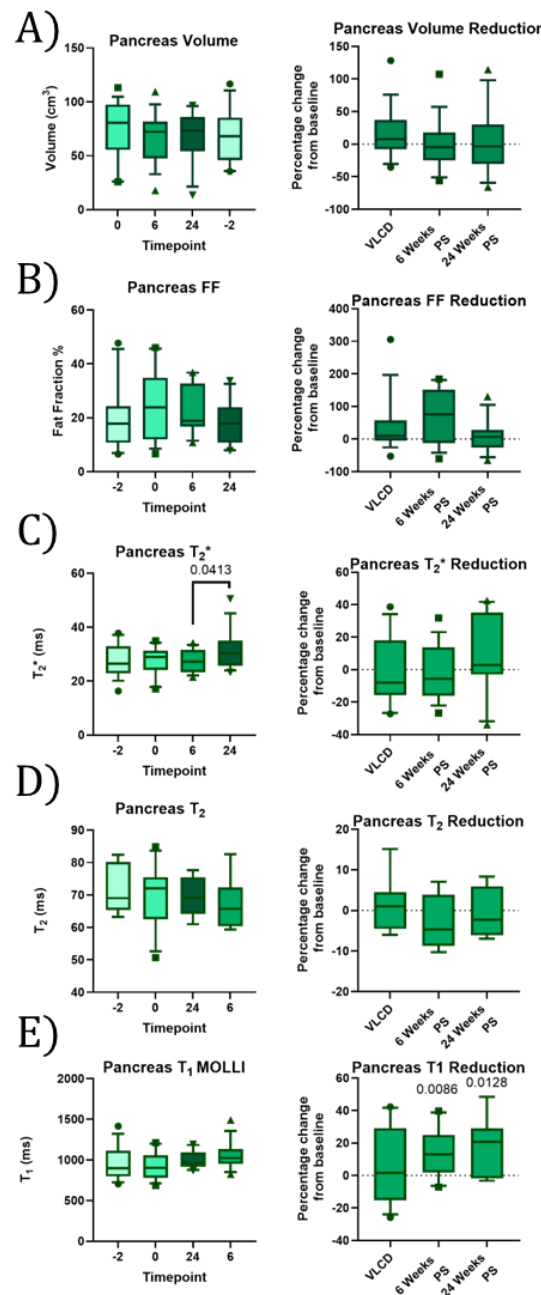 A)
Pancreas Volume
Volume (cm³)
150
100
50
0
0 6 24 -2
Timepoint
Pancreas Volume Reduction
Percentage change
from baseline
150
100
50
0
-50
-100
VLCD
6 Weeks PS
24 Weeks PS
B)
Pancreas FF
Fat Fraction %
60
40
20
0
-2 0 6 24
Timepoint
Pancreas FF Reduction
Percentage change
from baseline
400
300
200
100
0
-100
VLCD
6 Weeks PS
24 Weeks PS
C)
Pancreas T₂*
0.0413
T₂* (ms)
60
40
20
0
-2 0 6 24
Timepoint
Pancreas T₂* Reduction
Percentage change
from baseline
60
40
20
0
-20
-40
VLCD
6 Weeks PS
24 Weeks PS
D)
Pancreas T₂
T₂ (ms)
90
80
70
60
50
40
-2 0 24 6
Timepoint
Pancreas T₂ Reduction
Percentage change
from baseline
20
10
0
-10
-20
VLCD
6 Weeks PS
24 Weeks PS
E)
Pancreas T₁ MOLLI
T₁ (ms)
2000
1500
1000
500
0
-2 0 24 6
Timepoint
Pancreas T1 Reduction
0.0086 0.0128
Percentage change
from baseline
60
40
20
0
-20
-40
VLCD
6 Weeks PS
24 Weeks PS